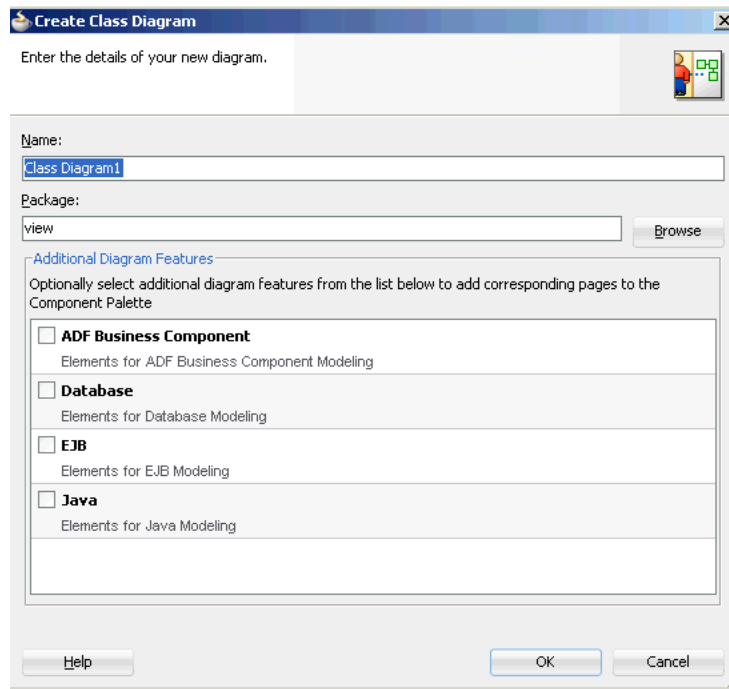 Create Class Diagram
Enter the details of your new diagram.
Name:
Class Diagram1
Package:
view
Browse
Additional Diagram Features
Optionally select additional diagram features from the list below to add corresponding pages to the
Component Palette
ADF Business Component
Elements for ADF Business Component Modeling
Database
Elements for Database Modeling
EJB
Elements for EJB Modeling
Java
Elements for Java Modeling
Help
OK
Cancel